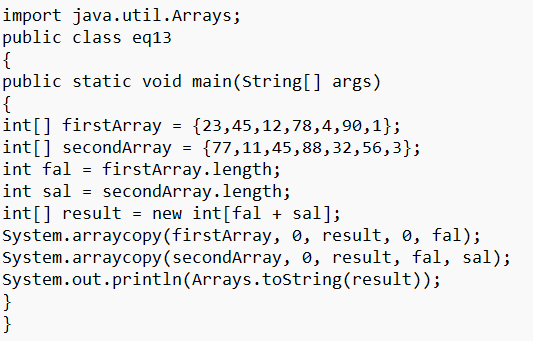 import java.util.Arrays;
public class eq13
{
public static void main(String[] args)
{
int[] firstArray = {23,45,12,78,4,90,1};
int[] secondArray = {77,11,45,88,32,56,3};
int fal = firstArray.length;
int sal = secondArray.length;
int[] result = new int[fal + sal];
System.arraycopy(firstArray, 0, result, 0, fal);
System.arraycopy(secondArray, 0, result, fal, sal);
System.out.println(Arrays.toString(result));
}
}